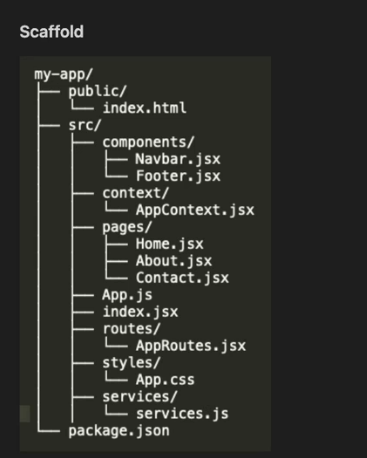 Scaffold
my-app/
├── public/
│   └── index.html
├── src/
│   ├── components/
│   │   ├── Navbar.jsx
│   │   └── Footer.jsx
│   ├── context/
│   │   └── AppContext.jsx
│   ├── pages/
│   │   ├── Home.jsx
│   │   ├── About.jsx
│   │   └── Contact.jsx
│   ├── App.js
│   ├── index.jsx
│   ├── routes/
│   │   └── AppRoutes.jsx
│   ├── styles/
│   │   └── App.css
│   ├── services/
│   │   └── services.js
└── package.json